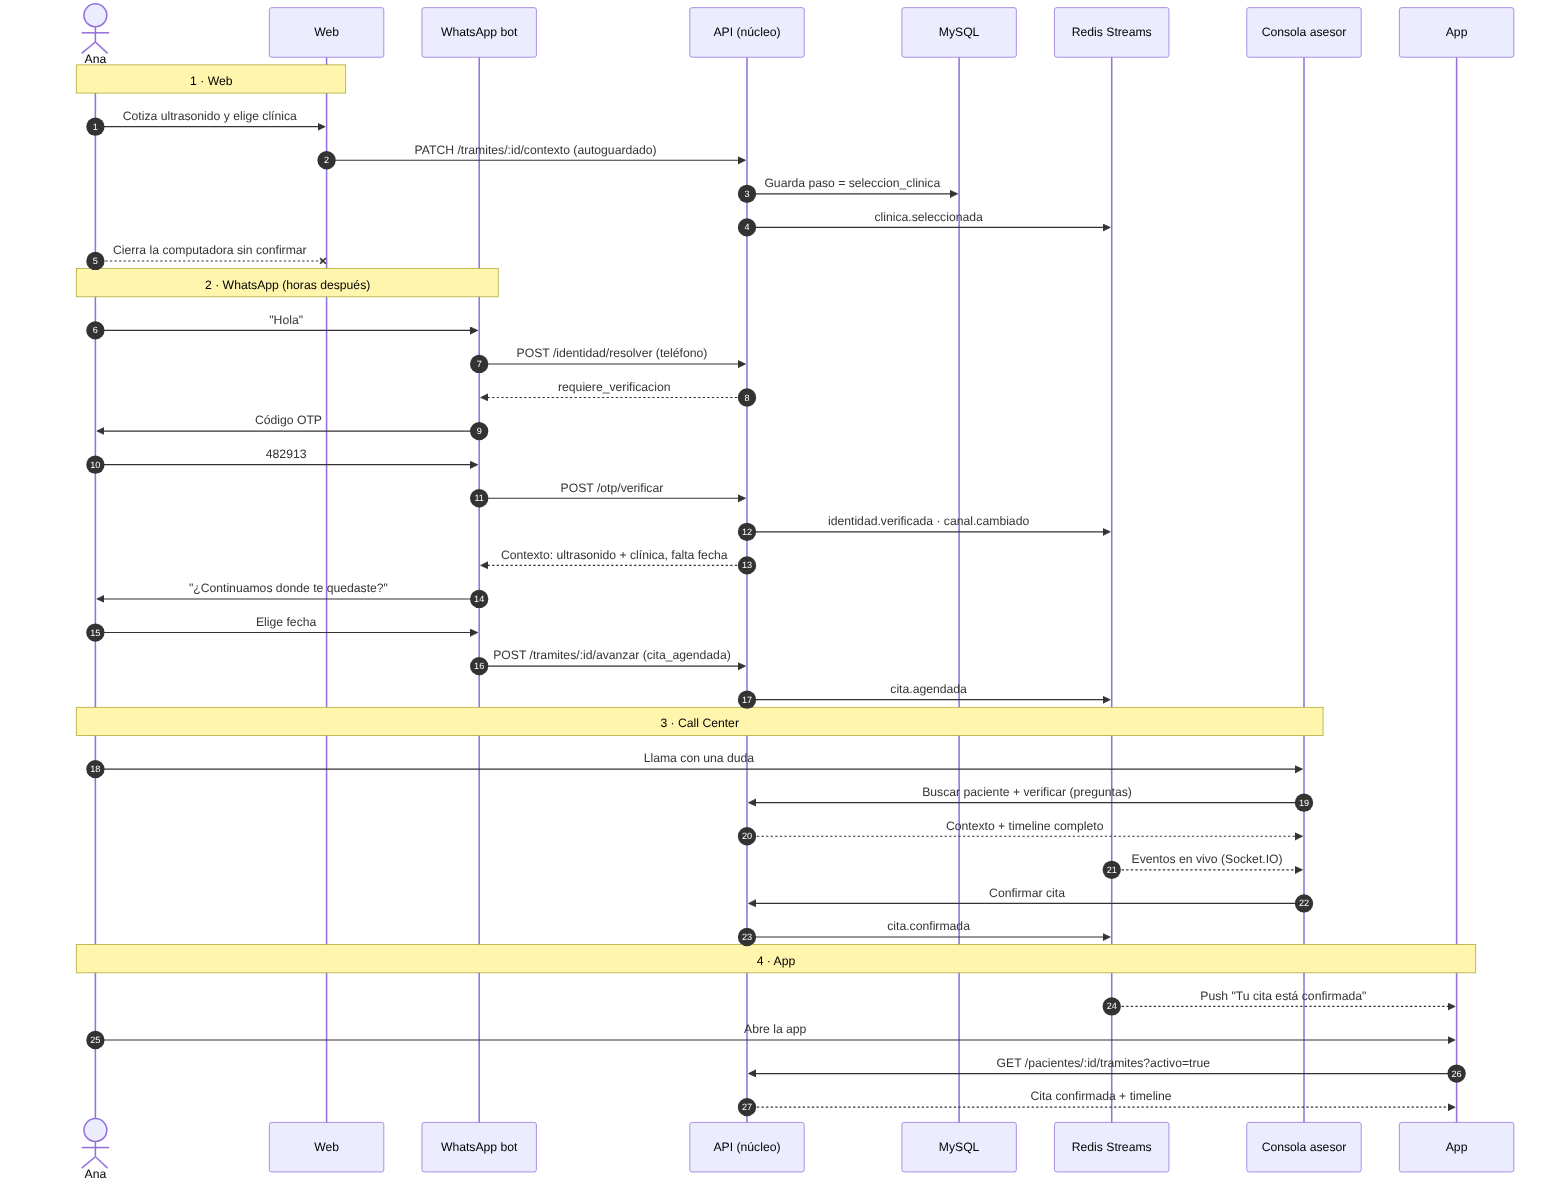 Ana
Web
WhatsApp bot
API (núcleo)
MySQL
Redis Streams
Consola asesor
App
1 · Web
1
Cotiza ultrasonido y elige clínica
2
PATCH /tramites/:id/contexto (autoguardado)
3
Guarda paso = seleccion_clinica
4
clinica.seleccionada
5
Cierra la computadora sin confirmar
2 · WhatsApp (horas después)
6
"Hola"
7
POST /identidad/resolver (teléfono)
requiere_verificacion
8
Código OTP
9
10
482913
11
POST /otp/verificar
12
identidad.verificada · canal.cambiado
Contexto: ultrasonido + clínica, falta fecha
13
"¿Continuamos donde te quedaste?"
14
15
Elige fecha
16
POST /tramites/:id/avanzar (cita_agendada)
17
cita.agendada
3 · Call Center
18
Llama con una duda
Buscar paciente + verificar (preguntas)
19
20
Contexto + timeline completo
21
Eventos en vivo (Socket.IO)
Confirmar cita
22
23
cita.confirmada
4 · App
24
Push "Tu cita está confirmada"
25
Abre la app
GET /pacientes/:id/tramites?activo=true
26
27
Cita confirmada + timeline
Ana
Web
WhatsApp bot
API (núcleo)
MySQL
Redis Streams
Consola asesor
App